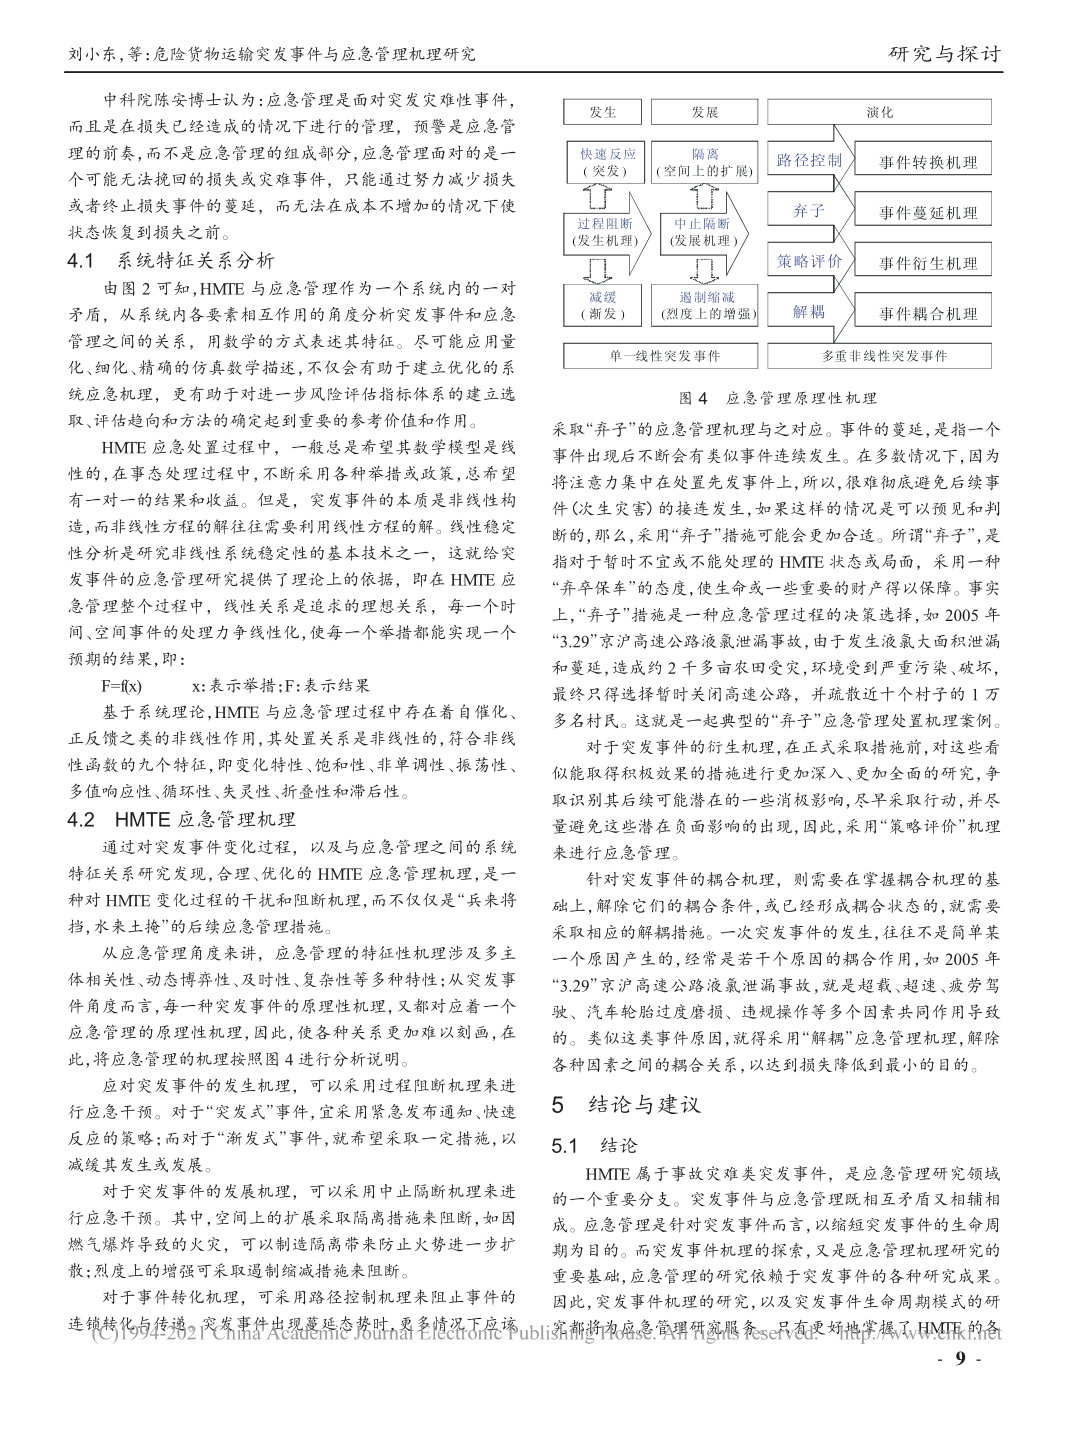 刘小东,等:危险货物运输突发事件与应急管理机理研究
研究与探讨
中科院陈安博士认为:应急管理是面对突发灾难性事件,
而且是在损失已经造成的情况下进行的管理，预警是应急管
理的前奏,而不是应急管理的组成部分,应急管理面对的是一
个可能无法挽回的损失或灾难事件，只能通过努力减少损失
或者终止损失事件的蔓延，而无法在成本不增加的情况下使
状态恢复到损失之前。
4.1 系统特征关系分析
由图 2 可知,HMTE 与应急管理作为一个系统内的一对
矛盾，从系统内各要素相互作用的角度分析突发事件和应急
管理之间的关系，用数学的方式表述其特征。尽可能应用量
化、细化、精确的仿真数学描述,不仅会有助于建立优化的系
统应急机理，更有助于对进一步风险评估指标体系的建立选
取、评估趋向和方法的确定起到重要的参考价值和作用。
HMTE 应急处置过程中，一般总是希望其数学模型是线
性的,在事态处理过程中,不断采用各种举措或政策,总希望
有一对一的结果和收益。但是，突发事件的本质是非线性构
造,而非线性方程的解往往需要利用线性方程的解。线性稳定
性分析是研究非线性系统稳定性的基本技术之一，这就给突
发事件的应急管理研究提供了理论上的依据，即在 HMTE 应
急管理整个过程中，线性关系是追求的理想关系，每一个时
间、空间事件的处理力争线性化,使每一个举措都能实现一个
预期的结果,即:
F=f(x) x:表示举措;F:表示结果
基于系统理论,HMTE 与应急管理过程中存在着自催化、
正反馈之类的非线性作用,其处置关系是非线性的,符合非线
性函数的九个特征,即变化特性、饱和性、非单调性、振荡性、
多值响应性、循环性、失灵性、折叠性和滞后性。
4.2 HMTE 应急管理机理
通过对突发事件变化过程，以及与应急管理之间的系统
特征关系研究发现,合理、优化的 HMTE 应急管理机理,是一
种对 HMTE 变化过程的干扰和阻断机理,而不仅仅是“兵来将
挡,水来土掩”的后续应急管理措施。
从应急管理角度来讲，应急管理的特征性机理涉及多主
体相关性、动态博弈性、及时性、复杂性等多种特性;从突发事
件角度而言,每一种突发事件的原理性机理,又都对应着一个
应急管理的原理性机理,因此,使各种关系更加难以刻画,在
此,将应急管理的机理按照图 4 进行分析说明。
应对突发事件的发生机理，可以采用过程阻断机理来进
行应急干预。对于“突发式”事件,宜采用紧急发布通知、快速
反应的策略;而对于“渐发式”事件,就希望采取一定措施,以
减缓其发生或发展。
对于突发事件的发展机理，可以采用中止隔断机理来进
行应急干预。其中,空间上的扩展采取隔离措施来阻断,如因
燃气爆炸导致的火灾，可以制造隔离带来防止火势进一步扩
散;烈度上的增强可采取遏制缩减措施来阻断。
对于事件转化机理，可采用路径控制机理来阻止事件的
连锁转化与传递。突发事件出现蔓延态势时,更多情况下应该
发生
发展
演化
快速反应
(突发)
隔离
(空间上的扩展)
路径控制
事件转换机理
弃子
事件蔓延机理
过程阻断
(发生机理)
中止隔断
(发展机理)
策略评价
事件衍生机理
减缓
(渐发)
遏制缩减
(烈度上的增强)
解耦
事件耦合机理
单一线性突发事件
多重非线性突发事件
图 4 应急管理原理性机理
采取“弃子”的应急管理机理与之对应。事件的蔓延,是指一个
事件出现后不断会有类似事件连续发生。在多数情况下,因为
将注意力集中在处置先发事件上,所以,很难彻底避免后续事
件(次生灾害)的接连发生,如果这样的情况是可以预见和判
断的,那么,采用“弃子”措施可能会更加合适。所谓“弃子”,是
指对于暂时不宜或不能处理的 HMTE 状态或局面，采用一种
“弃卒保车”的态度,使生命或一些重要的财产得以保障。事实
上,“弃子”措施是一种应急管理过程的决策选择,如 2005 年
“3.29”京沪高速公路液氯泄漏事故,由于发生液氯大面积泄漏
和蔓延,造成约 2 千多亩农田受灾,环境受到严重污染、破坏,
最终只得选择暂时关闭高速公路，并疏散近十个村子的 1 万
多名村民。这就是一起典型的“弃子”应急管理处置机理案例。
对于突发事件的衍生机理,在正式采取措施前,对这些看
似能取得积极效果的措施进行更加深入、更加全面的研究,争
取识别其后续可能潜在的一些消极影响,尽早采取行动,并尽
量避免这些潜在负面影响的出现,因此,采用“策略评价”机理
来进行应急管理。
针对突发事件的耦合机理，则需要在掌握耦合机理的基
础上,解除它们的耦合条件,或已经形成耦合状态的,就需要
采取相应的解耦措施。一次突发事件的发生,往往不是简单某
一个原因产生的,经常是若干个原因的耦合作用,如 2005 年
“3.29”京沪高速公路液氯泄漏事故,就是超载、超速、疲劳驾
驶、汽车轮胎过度磨损、违规操作等多个因素共同作用导致
的。类似这类事件原因,就得采用“解耦”应急管理机理,解除
各种因素之间的耦合关系,以达到损失降低到最小的目的。
5 结论与建议
5.1 结论
HMTE 属于事故灾难类突发事件，是应急管理研究领域
的一个重要分支。突发事件与应急管理既相互矛盾又相辅相
成。应急管理是针对突发事件而言,以缩短突发事件的生命周
期为目的。而突发事件机理的探索,又是应急管理机理研究的
重要基础,应急管理的研究依赖于突发事件的各种研究成果。
因此,突发事件机理的研究,以及突发事件生命周期模式的研
究都将为应急管理研究服务。只有更好地掌握了 HMTE 的各
(C)1994-2021 China Academic Journal Electronic Publishing House. All rights reserved. http://www.cnki.net
- 9 -